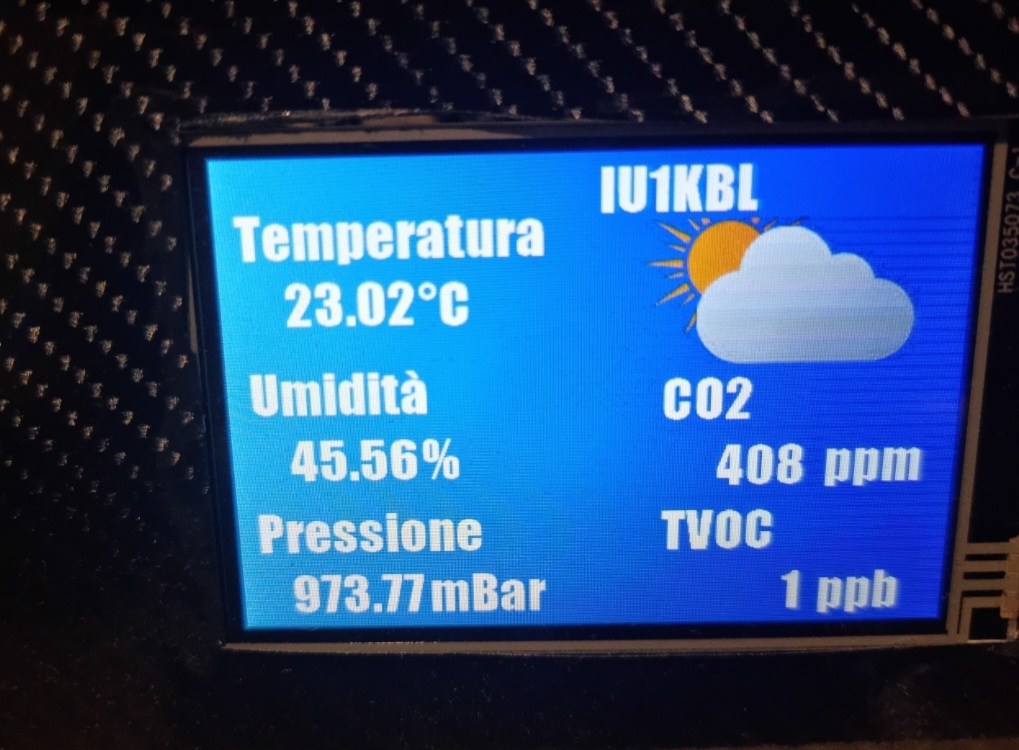 IU1KBL
Temperatura
23.02°C
Umidità
45.56%
Pressione
973.77mBar
CO2
408 ppm
TVOC
1 ppb